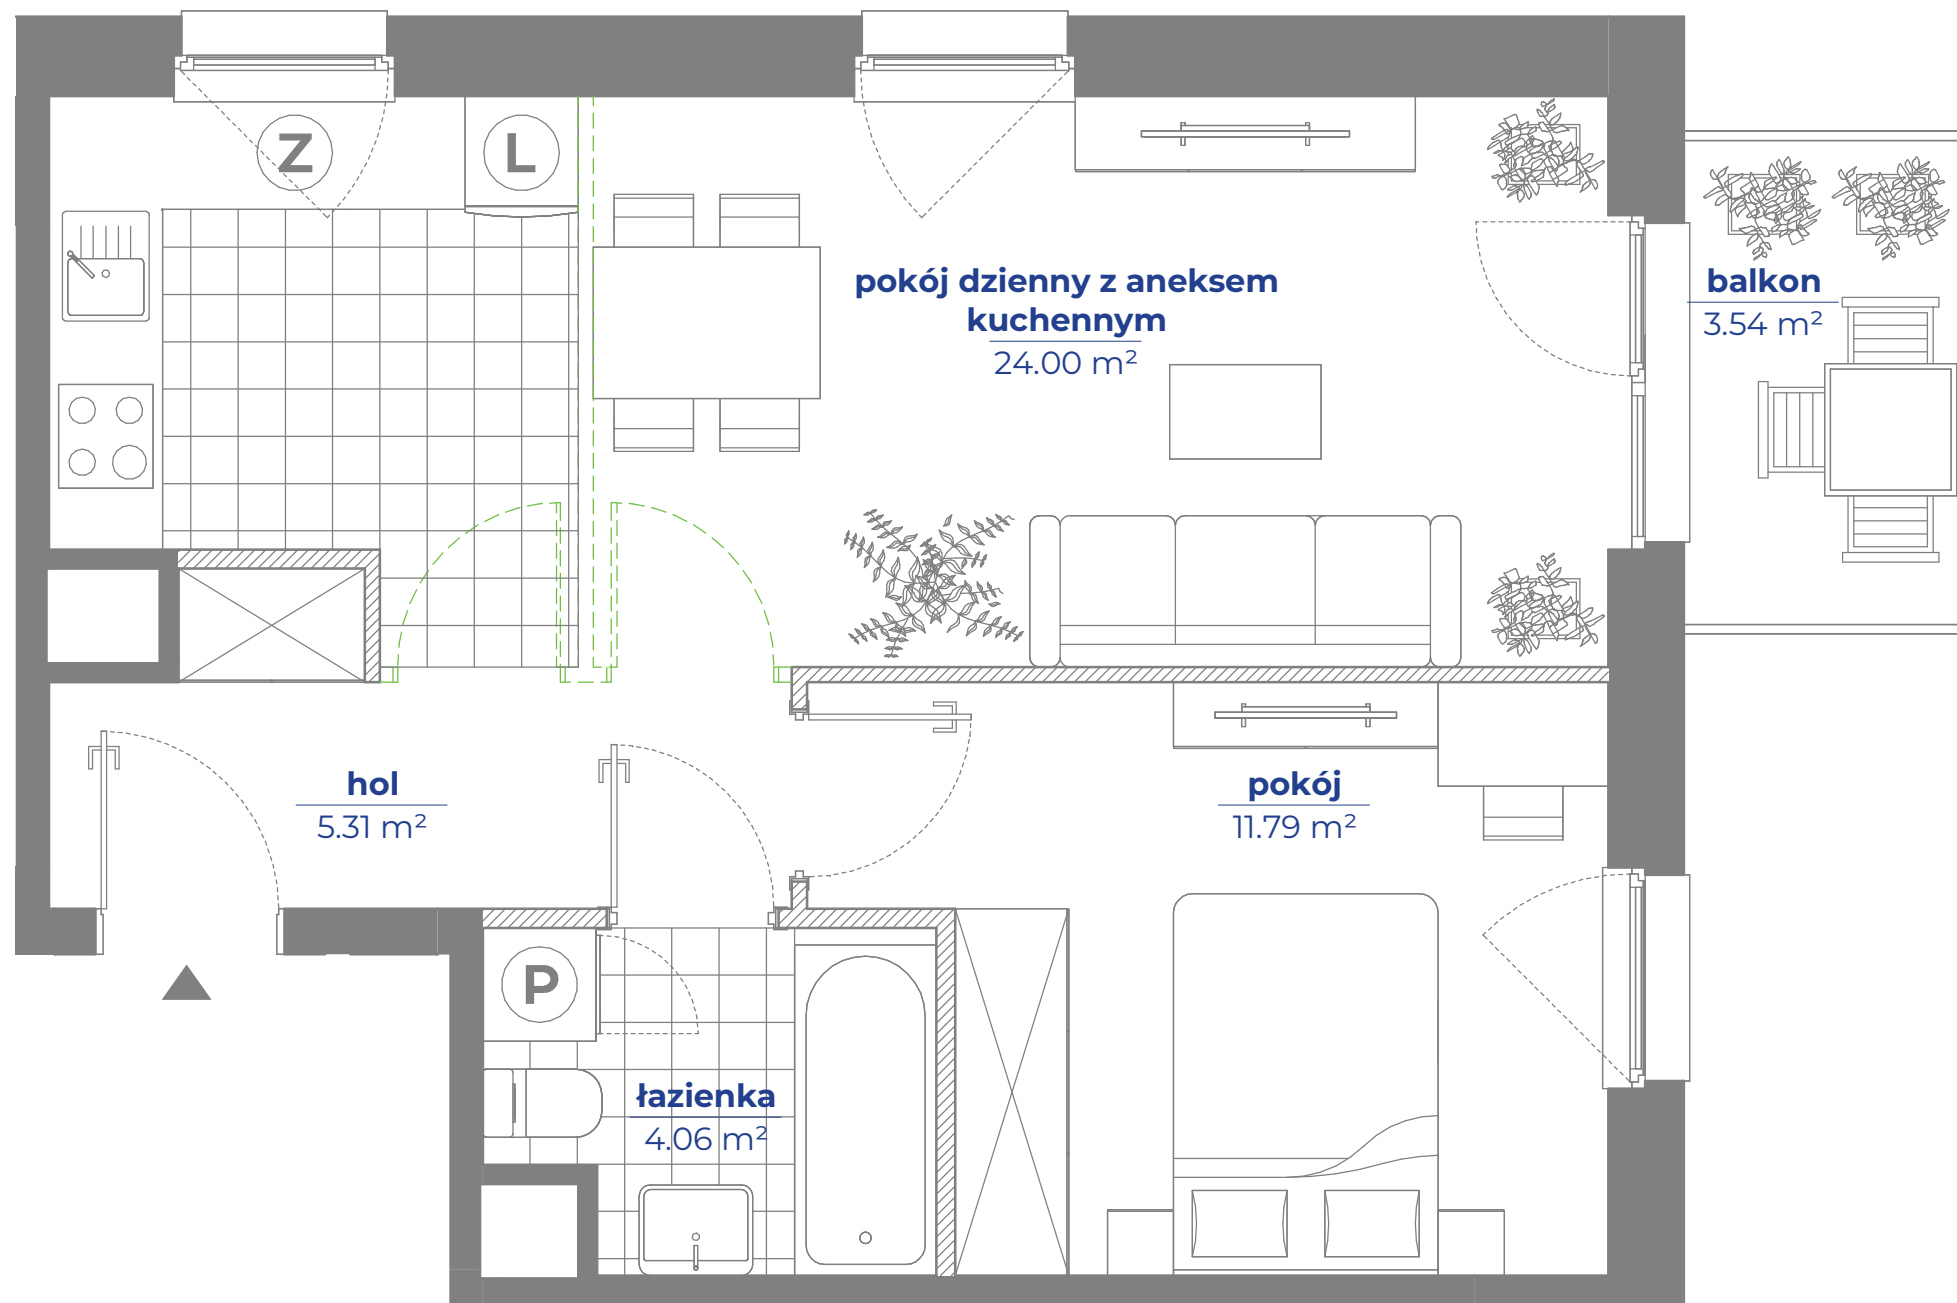 Z
L
pokój dzienny z aneksem
kuchennym
24.00 m²
balkon
3.54 m²
hol
5.31 m²
pokój
11.79 m²
P
łazienka
4.06 m²